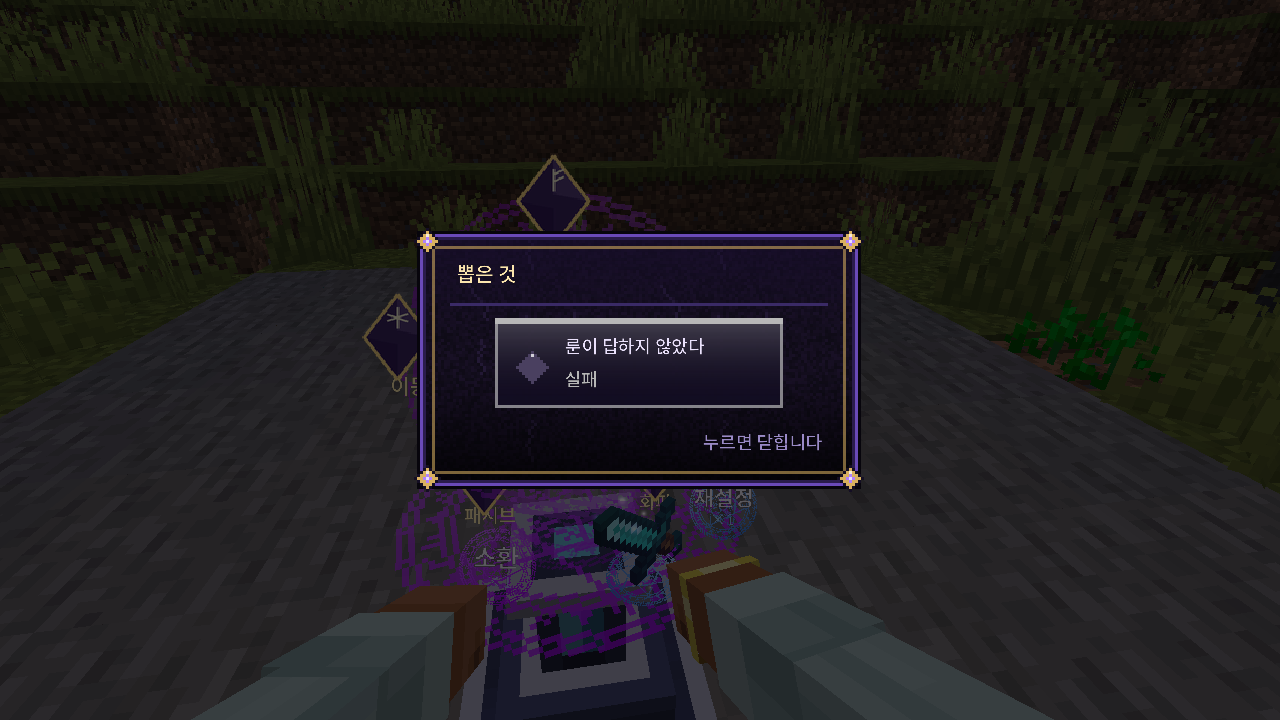 뽑은 것
룬이 답하지 않았다
실패
누르면 닫힙니다
패시브
재설정
×1
소환